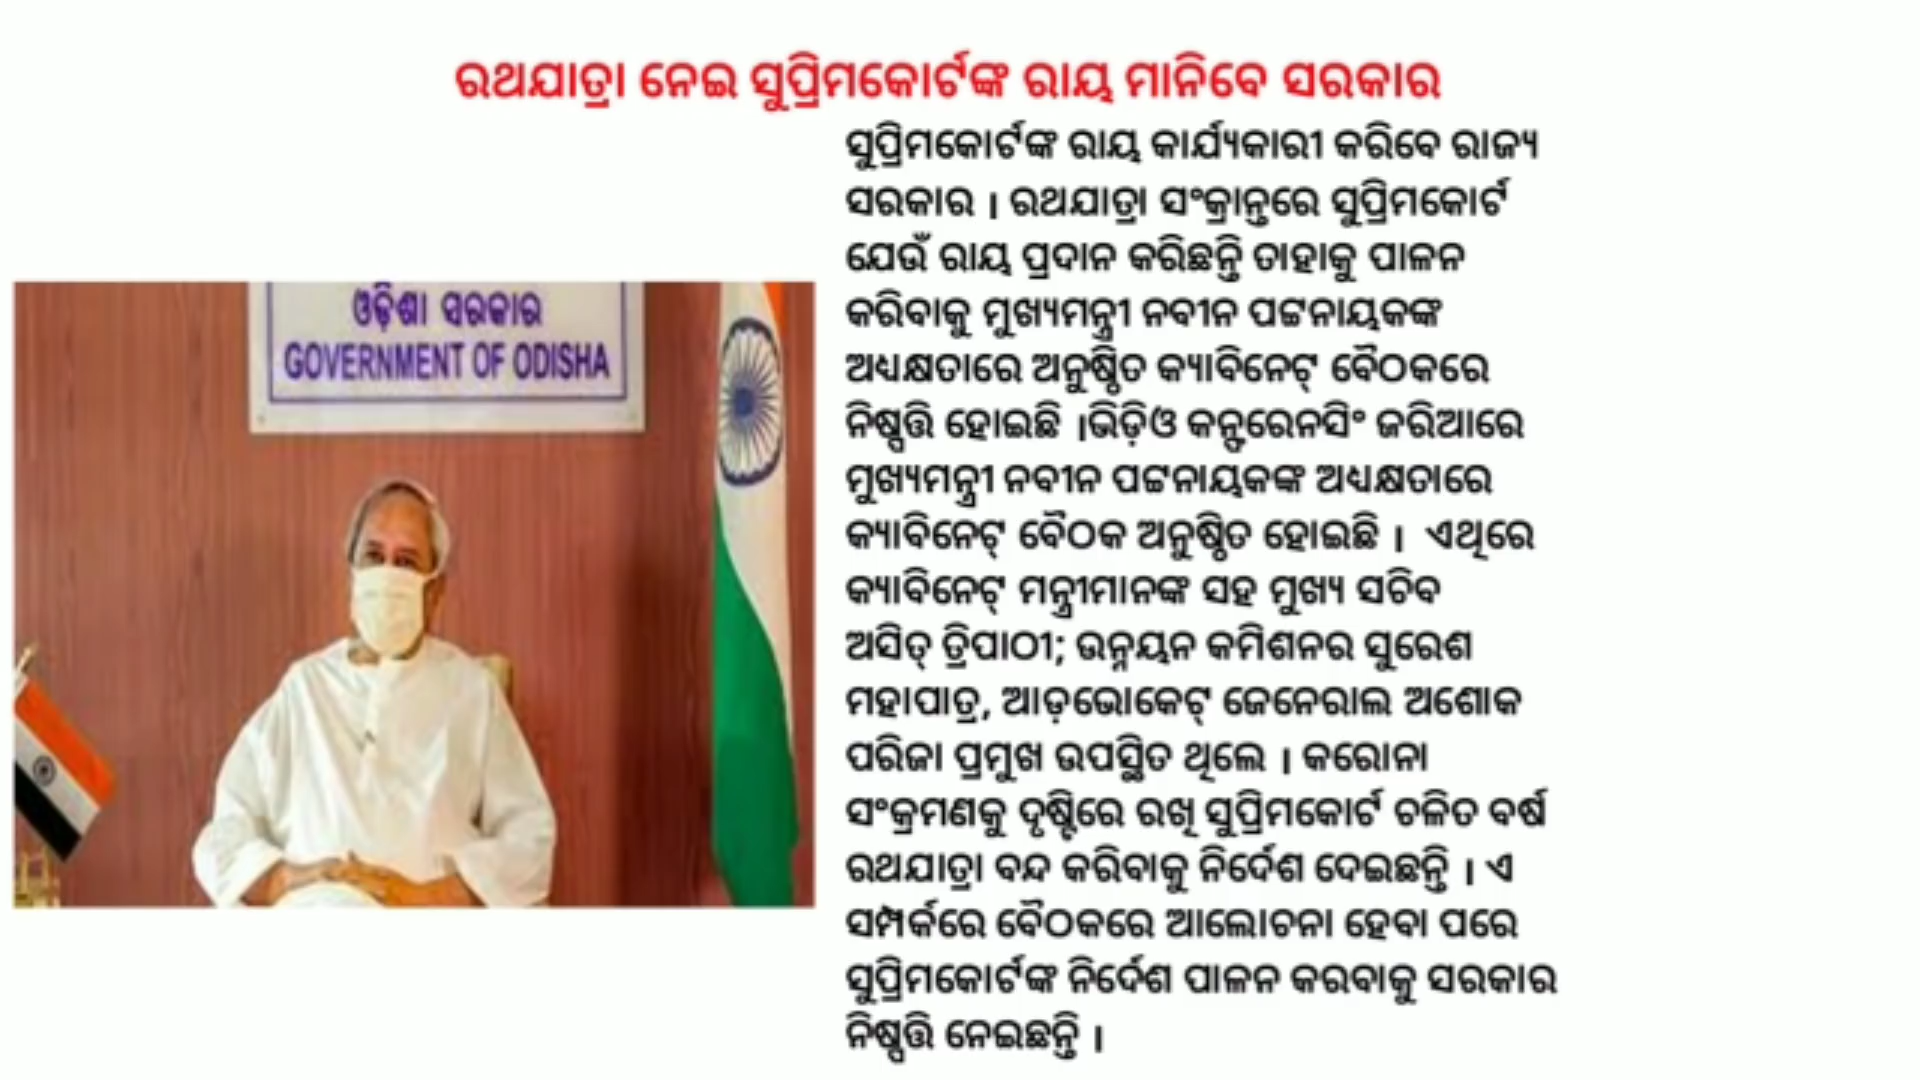 ରଥଯାତ୍ରା ନେଇ ସୁପ୍ରିମକୋର୍ଟଙ୍କ ରାୟ ମାନିବେ ସରକାର
ଓଡ଼ିଶା ସରକାର
GOVERNMENT OF ODISHA
ସୁପ୍ରିମକୋର୍ଟଙ୍କ ରାୟ କାର୍ଯ୍ୟକାରୀ କରିବେ ରାଜ୍ୟ
ସରକାର । ରଥଯାତ୍ରା ସଂକ୍ରାନ୍ତରେ ସୁପ୍ରିମକୋର୍ଟ
ଯେଉଁ ରାୟ ପ୍ରଦାନ କରିଛନ୍ତି ତାହାକୁ ପାଳନ
କରିବାକୁ ମୁଖ୍ୟମନ୍ତ୍ରୀ ନବୀନ ପଟ୍ଟନାୟକଙ୍କ
ଅଧ୍ୟକ୍ଷତାରେ ଅନୁଷ୍ଠିତ କ୍ୟାବିନେଟ୍ ବୈଠକରେ
ନିଷ୍ପତ୍ତି ହୋଇଛି ।ଭିଡ଼ିଓ କନ୍ଫରେନସିଂ ଜରିଆରେ
ମୁଖ୍ୟମନ୍ତ୍ରୀ ନବୀନ ପଟ୍ଟନାୟକଙ୍କ ଅଧ୍ୟକ୍ଷତାରେ
କ୍ୟାବିନେଟ୍ ବୈଠକ ଅନୁଷ୍ଠିତ ହୋଇଛି । ଏଥିରେ
କ୍ୟାବିନେଟ୍ ମନ୍ତ୍ରୀମାନଙ୍କ ସହ ମୁଖ୍ୟ ସଚିବ
ଅସିତ୍ ତ୍ରିପାଠୀ; ଉନ୍ନୟନ କମିଶନର ସୁରେଶ
ମହାପାତ୍ର, ଆଡ଼ଭୋକେଟ୍ ଜେନେରାଲ ଅଶୋକ
ପରିଜା ପ୍ରମୁଖ ଉପସ୍ଥିତ ଥିଲେ । କରୋନା
ସଂକ୍ରମଣକୁ ଦୃଷ୍ଟିରେ ରଖି ସୁପ୍ରିମକୋର୍ଟ ଚଳିତ ବର୍ଷ
ରଥଯାତ୍ରା ବନ୍ଦ କରିବାକୁ ନିର୍ଦେଶ ଦେଇଛନ୍ତି । ଏ
ସମ୍ପର୍କରେ ବୈଠକରେ ଆଲୋଚନା ହେବା ପରେ
ସୁପ୍ରିମକୋର୍ଟଙ୍କ ନିର୍ଦେଶ ପାଳନ କରବାକୁ ସରକାର
ନିଷ୍ପତ୍ତି ନେଇଛନ୍ତି ।